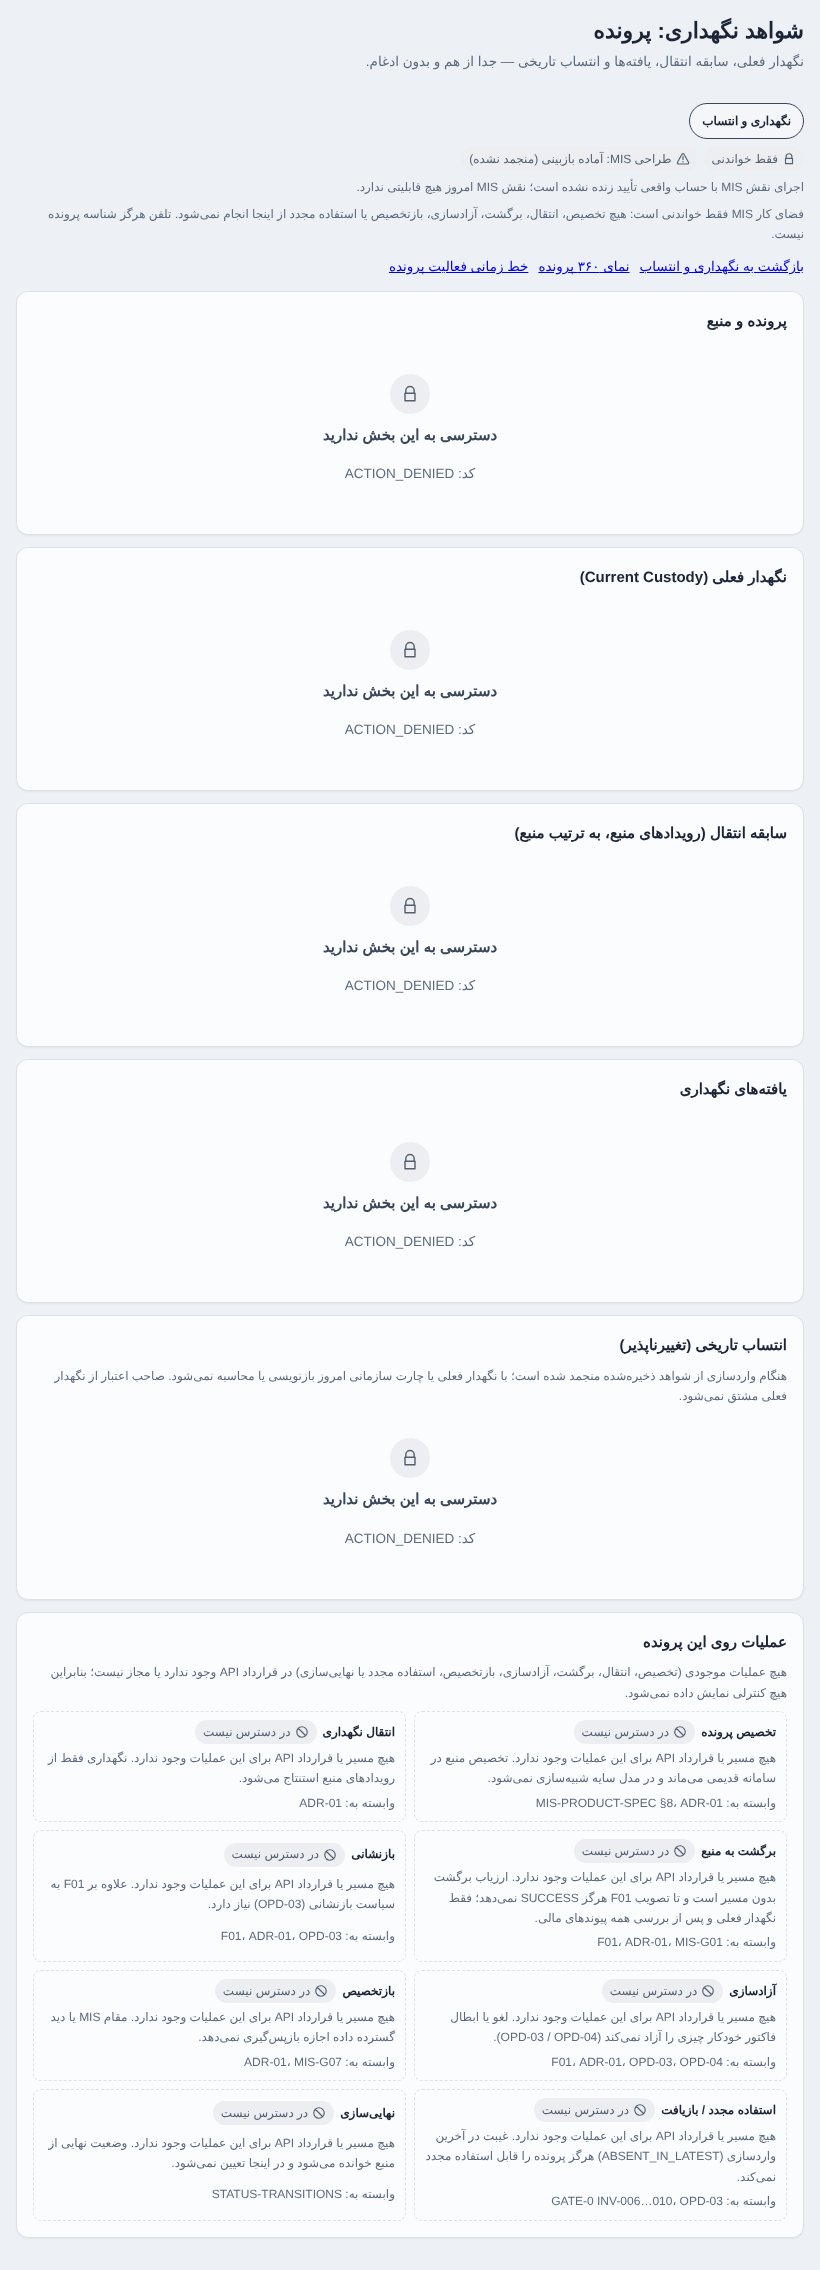 شواهد نگهداری: پرونده
نگهدار فعلی، سابقه انتقال، یافته‌ها و انتساب تاریخی — جدا از هم و بدون ادغام.
نگهداری و انتساب
فقط خواندنی
طراحی MIS: آماده بازبینی (منجمد نشده)
اجرای نقش MIS با حساب واقعی تأیید زنده نشده است؛ نقش MIS امروز هیچ قابلیتی ندارد.
فضای کار MIS فقط خواندنی است: هیچ تخصیص، انتقال، برگشت، آزادسازی، بازتخصیص یا استفاده مجدد از اینجا انجام نمی‌شود. تلفن هرگز شناسه پرونده
نیست.
بازگشت به نگهداری و انتساب نمای ۳۶۰ پرونده خط زمانی فعالیت پرونده
پرونده و منبع
دسترسی به این بخش ندارید
کد: ACTION_DENIED
نگهدار فعلی (Current Custody)
دسترسی به این بخش ندارید
کد: ACTION_DENIED
سابقه انتقال (رویدادهای منبع، به ترتیب منبع)
دسترسی به این بخش ندارید
کد: ACTION_DENIED
یافته‌های نگهداری
دسترسی به این بخش ندارید
کد: ACTION_DENIED
انتساب تاریخی (تغییرناپذیر)
هنگام واردسازی از شواهد ذخیره‌شده منجمد شده است؛ با نگهدار فعلی یا چارت سازمانی امروز بازنویسی یا محاسبه نمی‌شود. صاحب اعتبار از نگهدار
فعلی مشتق نمی‌شود.
دسترسی به این بخش ندارید
کد: ACTION_DENIED
عملیات روی این پرونده
هیچ عملیات موجودی (تخصیص، انتقال، برگشت، آزادسازی، بازتخصیص، استفاده مجدد یا نهایی‌سازی) در قرارداد API وجود ندارد یا مجاز نیست؛ بنابراین
هیچ کنترلی نمایش داده نمی‌شود.
تخصیص پرونده در دسترس نیست
هیچ مسیر یا قرارداد API برای این عملیات وجود ندارد. تخصیص منبع در
سامانه قدیمی می‌ماند و در مدل سایه شبیه‌سازی نمی‌شود.
وابسته به: MIS-PRODUCT-SPEC §8، ADR-01
انتقال نگهداری در دسترس نیست
هیچ مسیر یا قرارداد API برای این عملیات وجود ندارد. نگهداری فقط از
رویدادهای منبع استنتاج می‌شود.
وابسته به: ADR-01
برگشت به منبع در دسترس نیست
هیچ مسیر یا قرارداد API برای این عملیات وجود ندارد. ارزیاب برگشت
بدون مسیر است و تا تصویب F01 هرگز SUCCESS نمی‌دهد؛ فقط
نگهدار فعلی و پس از بررسی همه پیوندهای مالی.
وابسته به: F01، ADR-01، MIS-G01
بازنشانی در دسترس نیست
هیچ مسیر یا قرارداد API برای این عملیات وجود ندارد. علاوه بر F01 به
سیاست بازنشانی (OPD-03) نیاز دارد.
وابسته به: F01، ADR-01، OPD-03
آزادسازی در دسترس نیست
هیچ مسیر یا قرارداد API برای این عملیات وجود ندارد. لغو یا ابطال
فاکتور خودکار چیزی را آزاد نمی‌کند (OPD-03 / OPD-04).
وابسته به: F01، ADR-01، OPD-03، OPD-04
بازتخصیص در دسترس نیست
هیچ مسیر یا قرارداد API برای این عملیات وجود ندارد. مقام MIS یا دید
گسترده داده اجازه بازپس‌گیری نمی‌دهد.
وابسته به: ADR-01، MIS-G07
استفاده مجدد / بازیافت در دسترس نیست
هیچ مسیر یا قرارداد API برای این عملیات وجود ندارد. غیبت در آخرین
واردسازی (ABSENT_IN_LATEST) هرگز پرونده را قابل استفاده مجدد
نمی‌کند.
وابسته به: GATE-0 INV-006…010، OPD-03
نهایی‌سازی در دسترس نیست
هیچ مسیر یا قرارداد API برای این عملیات وجود ندارد. وضعیت نهایی از
منبع خوانده می‌شود و در اینجا تعیین نمی‌شود.
وابسته به: STATUS-TRANSITIONS